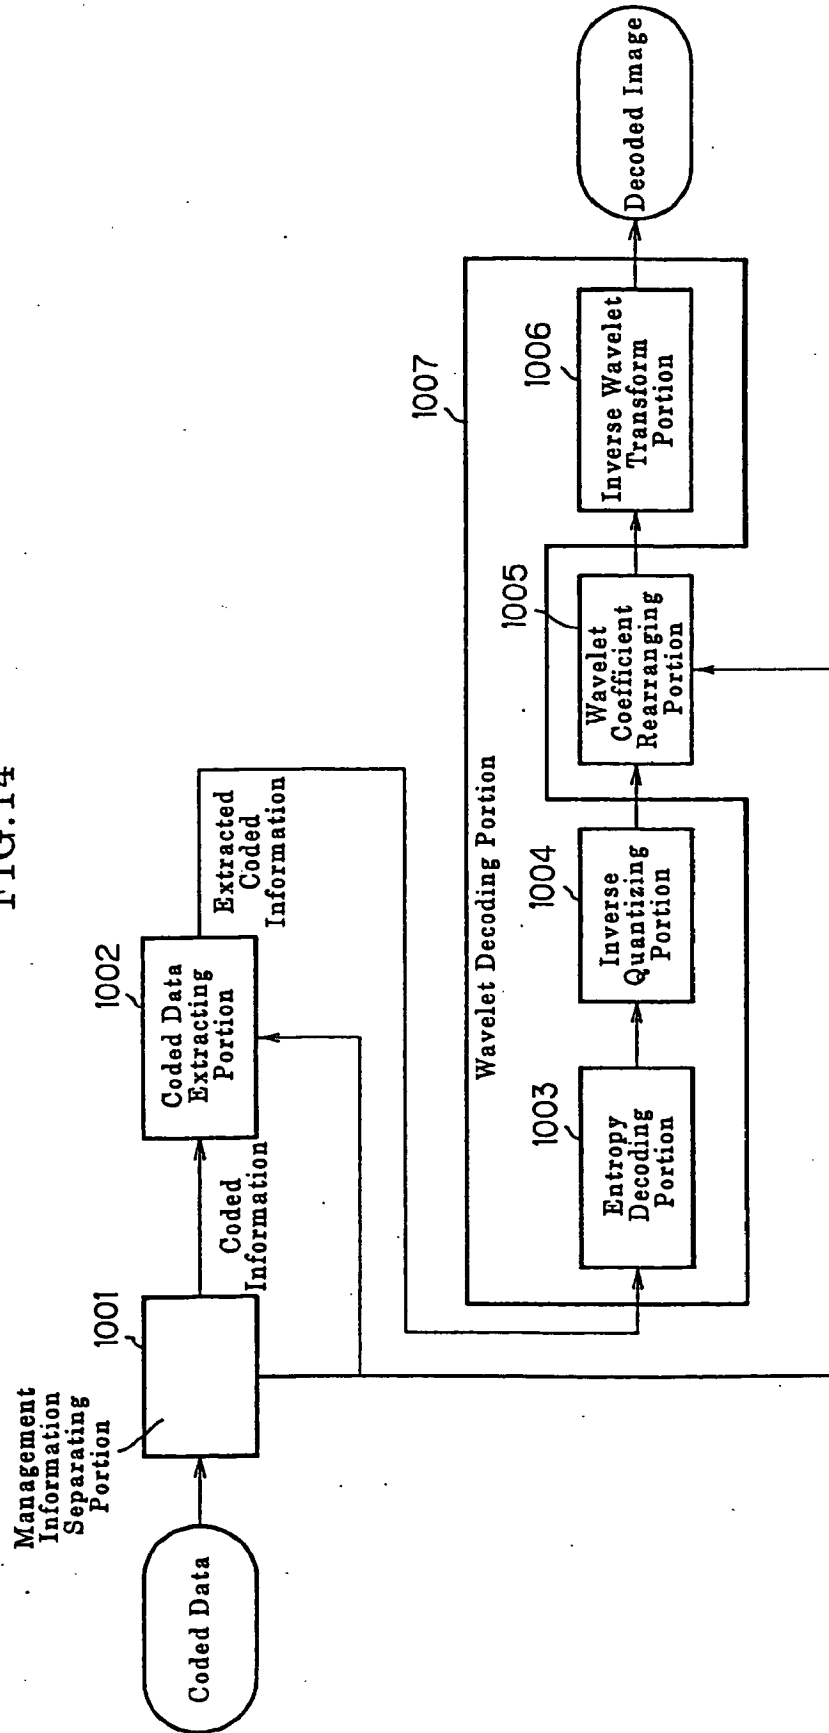 FIG.14
Coded Data
Management
Information
Separating
Portion
1001
Coded
Information
1002
Coded Data
Extracting
Portion
Extracted
Coded
Information
1007
Wavelet Decoding Portion
1003
Entropy
Decoding
Portion
1004
Inverse
Quantizing
Portion
1005
Wavelet
Coefficient
Rearranging
Portion
1006
Inverse Wavelet
Transform
Portion
Decoded Image